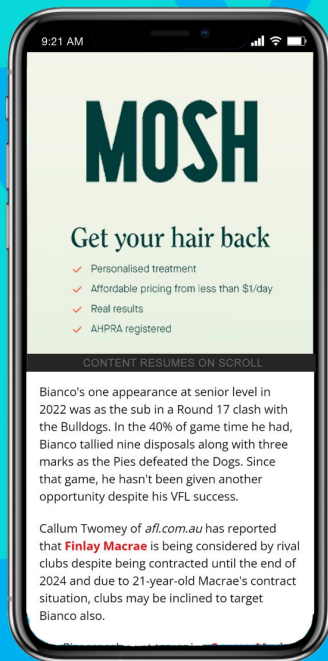 9:21 AM
MOSH
Get your hair back
✓ Personalised treatment
✓ Affordable pricing from less than $1/day
✓ Real results
✓ AHPRA registered
CONTENT RESUMES ON SCROLL
Bianco's one appearance at senior level in
2022 was as the sub in a Round 17 clash with
the Bulldogs. In the 40% of game time he had,
Bianco tallied nine disposals along with three
marks as the Pies defeated the Dogs. Since
that game, he hasn't been given another
opportunity despite his VFL success.
Callum Twomey of afl.com.au has reported
that Finlay Macrae is being considered by rival
clubs despite being contracted until the end of
2024 and due to 21-year-old Macrae's contract
situation, clubs may be inclined to target
Bianco also.